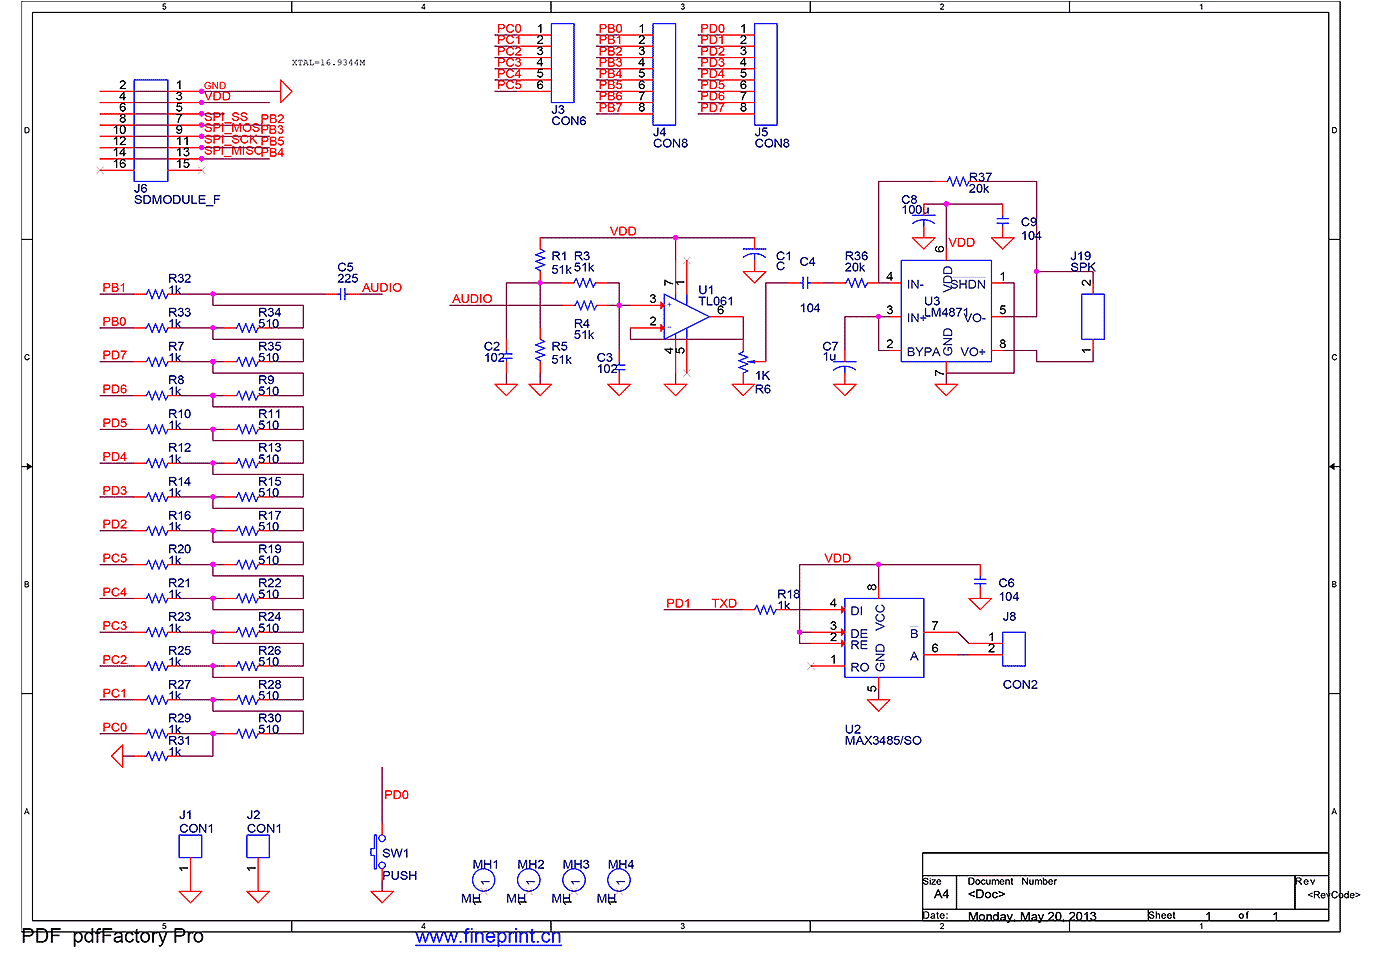 5 4 3 2 1
D
C
B
A
XTAL=16.9344M
PC0 1
PC1 2
PC2 3
PC3 4
PC4 5
PC5 6
J3
CON6
PB0 1
PB1 2
PB2 3
PB3 4
PB4 5
PB5 6
PB6 7
PB7 8
J4
CON8
PD0 1
PD1 2
PD2 3
PD3 4
PD4 5
PD5 6
PD6 7
PD7 8
J5
CON8
2 1 GND
4 3 VDD
6 5
8 7 SPI_SS PB2
10 9 SPI_MOSI PB3
12 11 SPI_SCK PB5
14 13 SPI_MISO PB4
16 15
J6
SDMODULE_F
PB1 R32 1k
C5
225
AUDIO
PB0 R33 1k R34 510
PD7 R7 1k R35 510
PD6 R8 1k R9 510
PD5 R10 1k R11 510
PD4 R12 1k R13 510
PD3 R14 1k R15 510
PD2 R16 1k R17 510
PC5 R20 1k R19 510
PC4 R21 1k R22 510
PC3 R23 1k R24 510
PC2 R25 1k R26 510
PC1 R27 1k R28 510
PC0 R29 1k R30 510
R31 1k
AUDIO
VDD
R1
51k
R3
51k
R4
51k
R5
51k
C2
102
C3
102
3
2
7
1
6
4
5
+
-
U1
TL061
C1
C
1K
R6
C4
104
R36
20k
R37
20k
C8
100u
C9
104
VDD
C7
1u
4 IN-
3 IN+
2 BYPA
6 VDD
7 GND
SHDN 1
VO- 5
VO+ 8
U3
LM4871
J19
SPK
2
1
VDD
PD1 TXD
R18
1k
4 DI
3 DE
2 RE
1 RO
8 VCC
GND 5
B 7
A 6
U2
MAX3485/SO
C6
104
J8
1
2
CON2
J1
CON1
1
J2
CON1
1
PD0
SW1
PUSH
MH1 MH2 MH3 MH4
1 1 1 1
MH MH MH MH
Size
A4
Document Number
<Doc>
Rev
<RevCode>
Date: Monday, May 20, 2013 Sheet 1 of 1
5 4 3 2 1
D
C
B
A
PDF pdfFactory Pro
www.fineprint.cn